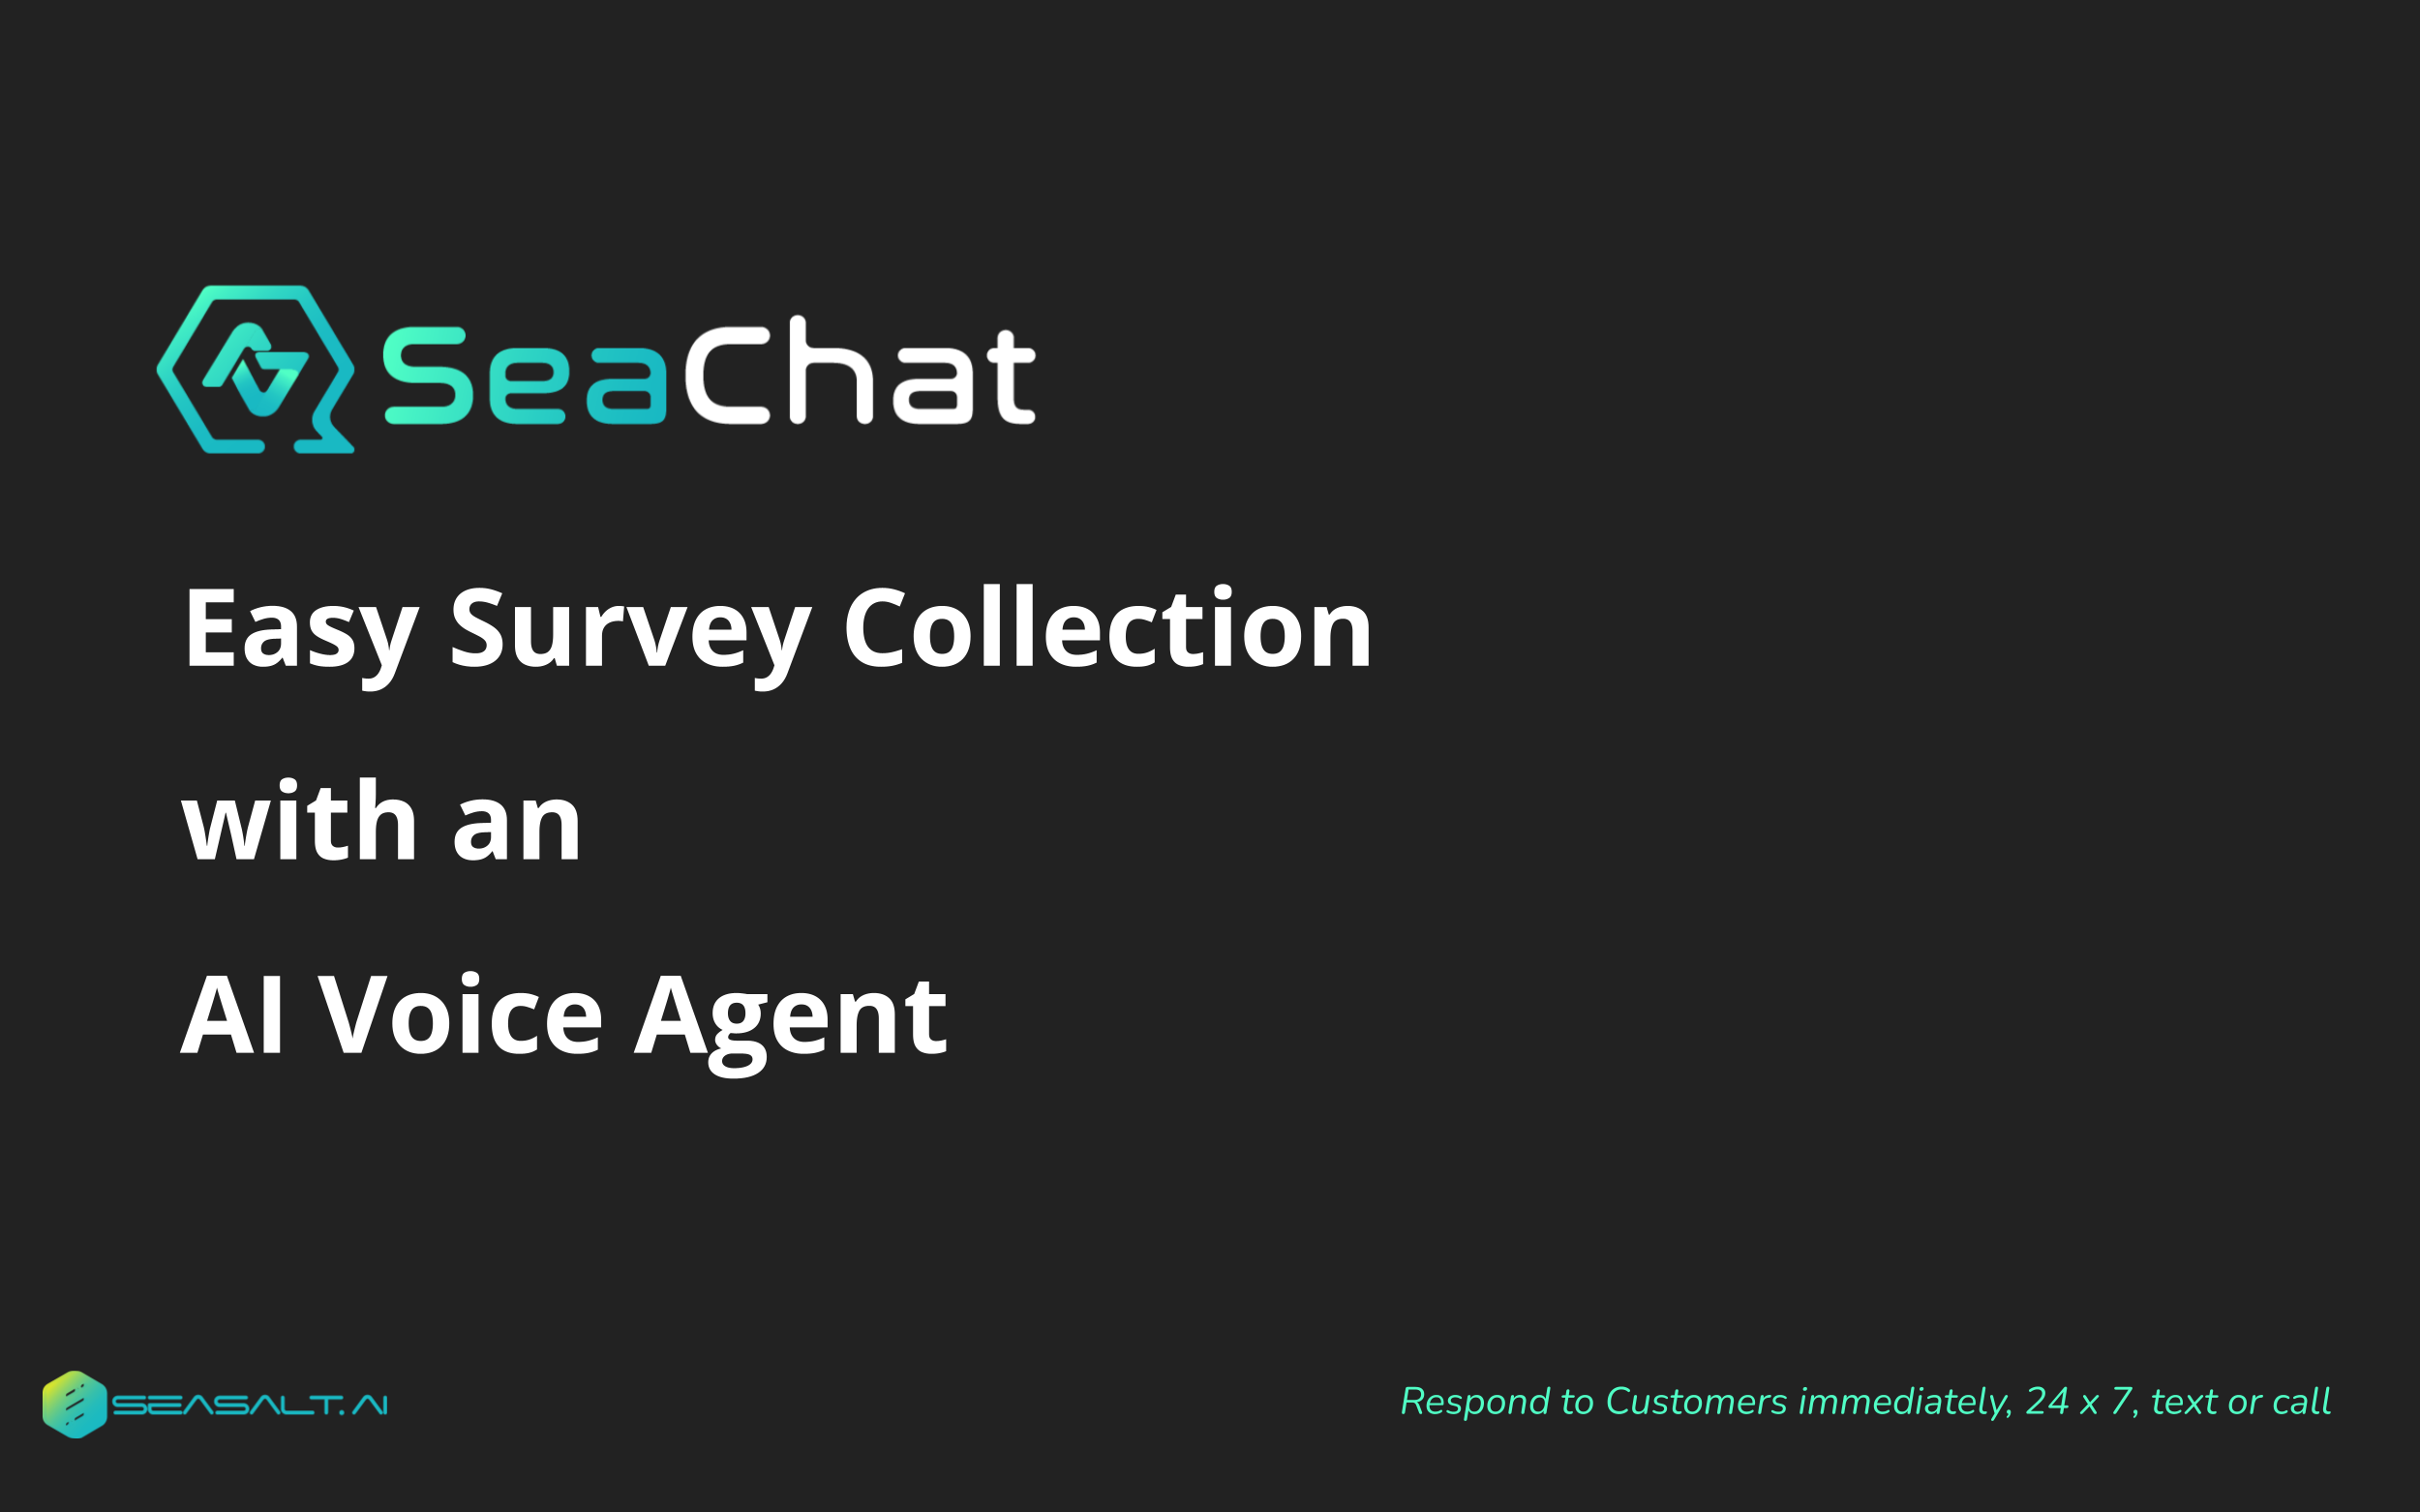 SeaChat
Easy Survey Collection
with an
AI Voice Agent
SEASALT.AI
Respond to Customers immediately, 24 x 7, text or call